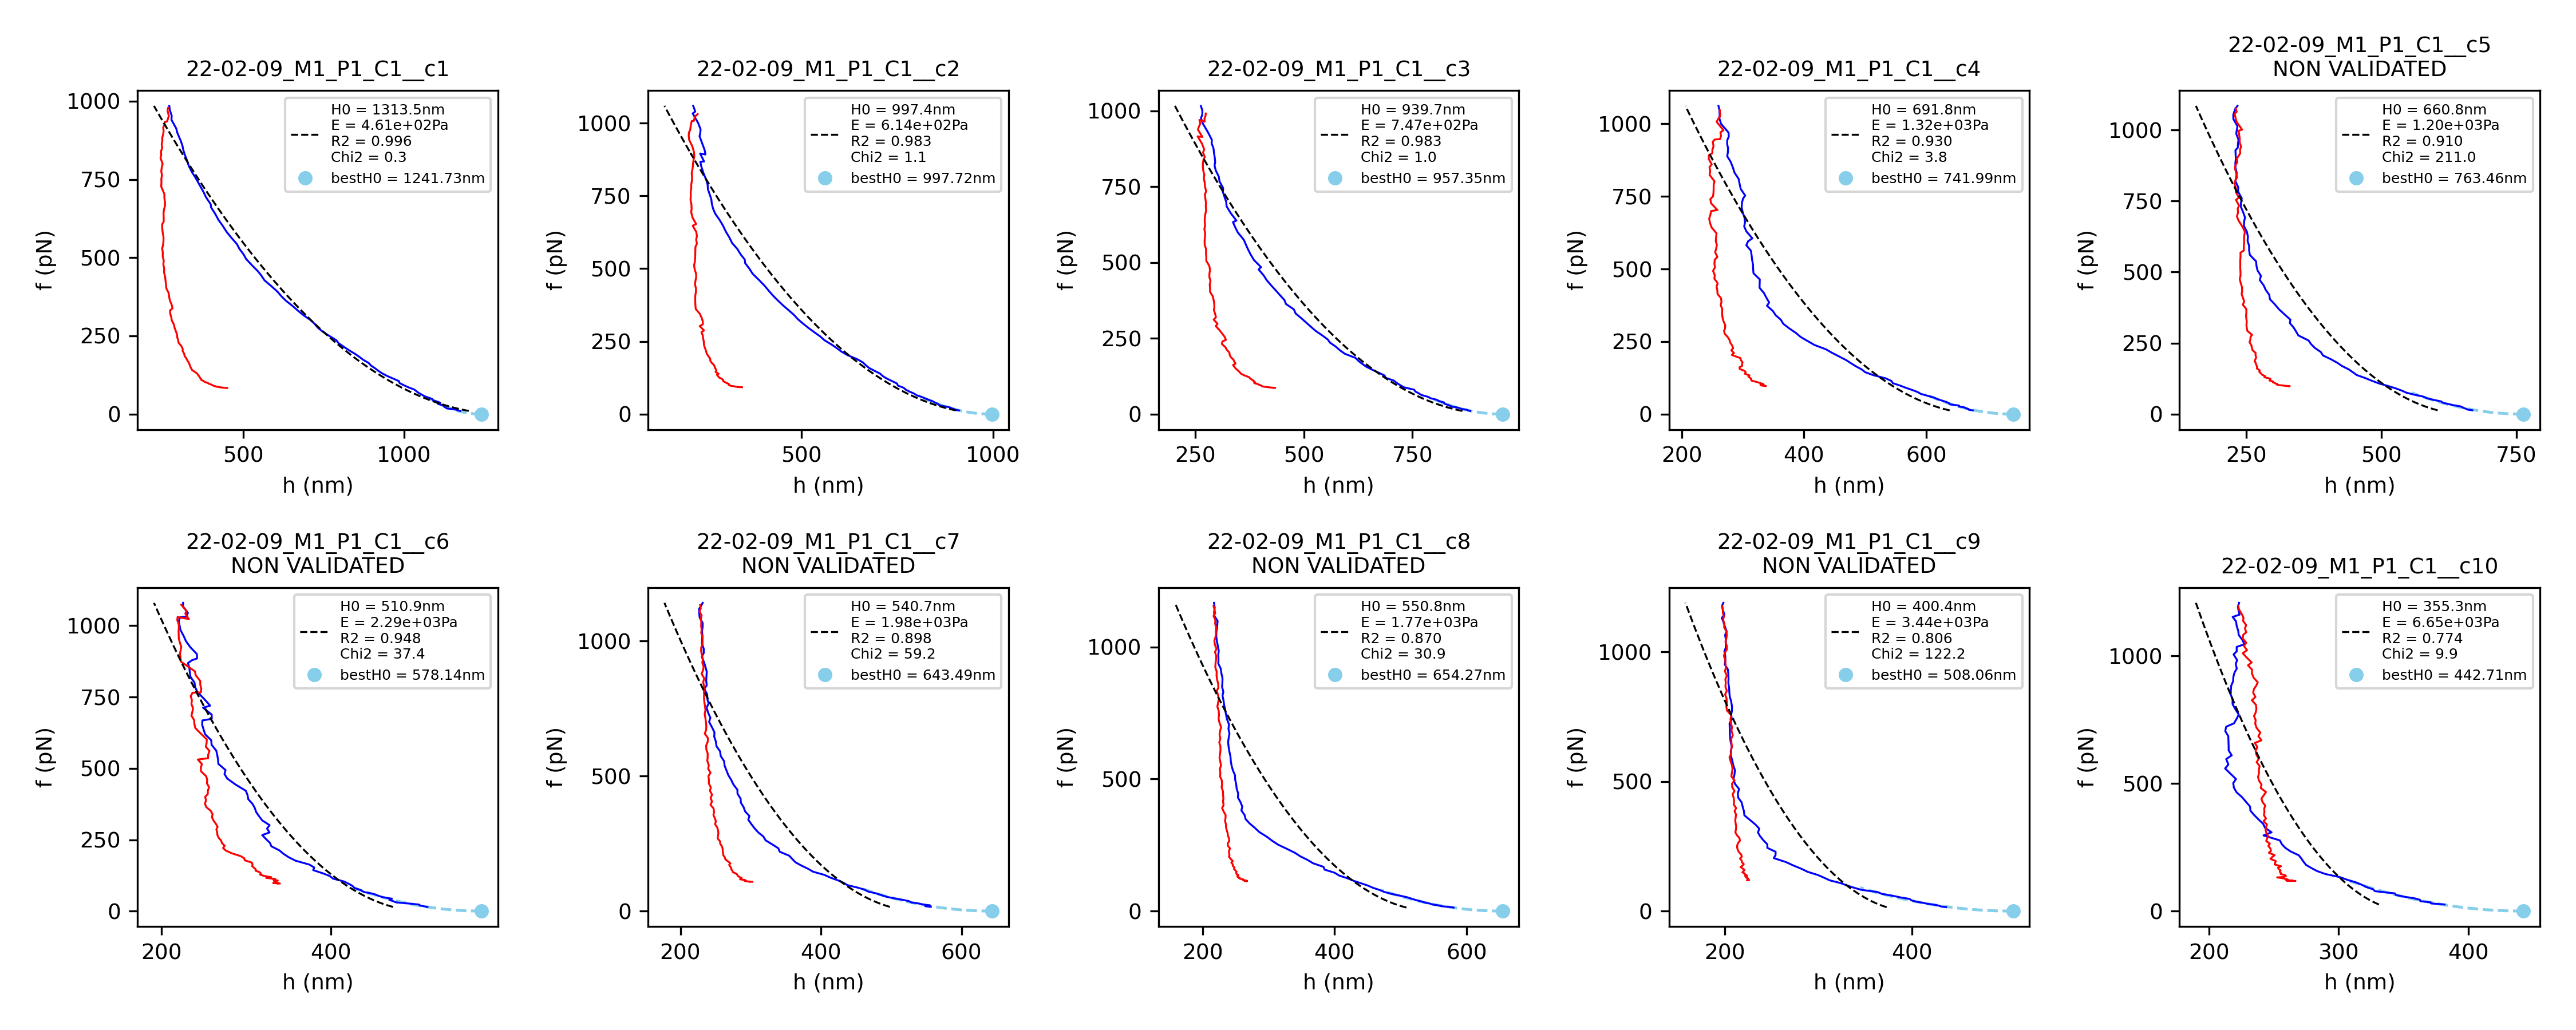 22-02-09_M1_P1_C1__c1
H0 = 1313.5nm
E = 4.61e+02Pa
R2 = 0.996
Chi2 = 0.3
bestH0 = 1241.73nm
1000
750
500
250
0
f (pN)
500
1000
h (nm)
22-02-09_M1_P1_C1__c2
H0 = 997.4nm
E = 6.14e+02Pa
R2 = 0.983
Chi2 = 1.1
bestH0 = 997.72nm
1000
750
500
250
0
f (pN)
500
1000
h (nm)
22-02-09_M1_P1_C1__c3
H0 = 939.7nm
E = 7.47e+02Pa
R2 = 0.983
Chi2 = 1.0
bestH0 = 957.35nm
1000
750
500
250
0
f (pN)
250
500
750
h (nm)
22-02-09_M1_P1_C1__c4
H0 = 691.8nm
E = 1.32e+03Pa
R2 = 0.930
Chi2 = 3.8
bestH0 = 741.99nm
1000
750
500
250
0
f (pN)
200
400
600
h (nm)
22-02-09_M1_P1_C1__c5
NON VALIDATED
H0 = 660.8nm
E = 1.20e+03Pa
R2 = 0.910
Chi2 = 211.0
bestH0 = 763.46nm
1000
750
500
250
0
f (pN)
250
500
750
h (nm)
22-02-09_M1_P1_C1__c6
NON VALIDATED
H0 = 510.9nm
E = 2.29e+03Pa
R2 = 0.948
Chi2 = 37.4
bestH0 = 578.14nm
1000
750
500
250
0
f (pN)
200
400
h (nm)
22-02-09_M1_P1_C1__c7
NON VALIDATED
H0 = 540.7nm
E = 1.98e+03Pa
R2 = 0.898
Chi2 = 59.2
bestH0 = 643.49nm
1000
500
0
f (pN)
200
400
600
h (nm)
22-02-09_M1_P1_C1__c8
NON VALIDATED
H0 = 550.8nm
E = 1.77e+03Pa
R2 = 0.870
Chi2 = 30.9
bestH0 = 654.27nm
1000
500
0
f (pN)
200
400
600
h (nm)
22-02-09_M1_P1_C1__c9
NON VALIDATED
H0 = 400.4nm
E = 3.44e+03Pa
R2 = 0.806
Chi2 = 122.2
bestH0 = 508.06nm
1000
500
0
f (pN)
200
400
h (nm)
22-02-09_M1_P1_C1__c10
H0 = 355.3nm
E = 6.65e+03Pa
R2 = 0.774
Chi2 = 9.9
bestH0 = 442.71nm
1000
500
0
f (pN)
200
300
400
h (nm)